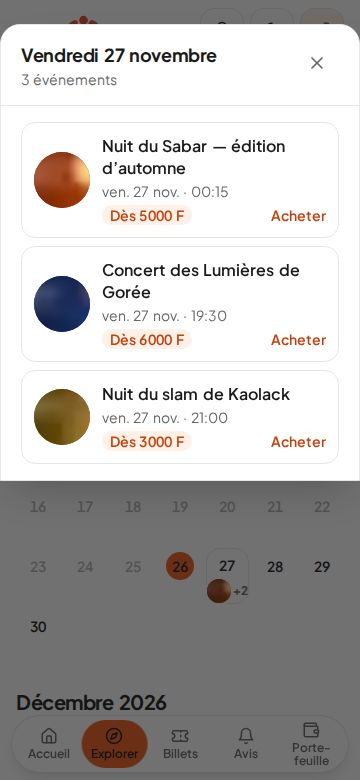 Vendredi 27 novembre
3 événements
Nuit du Sabar — édition
d’automne
ven. 27 nov. · 00:15
Dès 5000 F
Acheter
Concert des Lumières de
Gorée
ven. 27 nov. · 19:30
Dès 6000 F
Acheter
Nuit du slam de Kaolack
ven. 27 nov. · 21:00
Dès 3000 F
Acheter
16 17 18 19 20 21 22
23 24 25 26 27 28 29
+2
30
Décembre 2026
Accueil Explorer Billets Avis Porte-
feuille